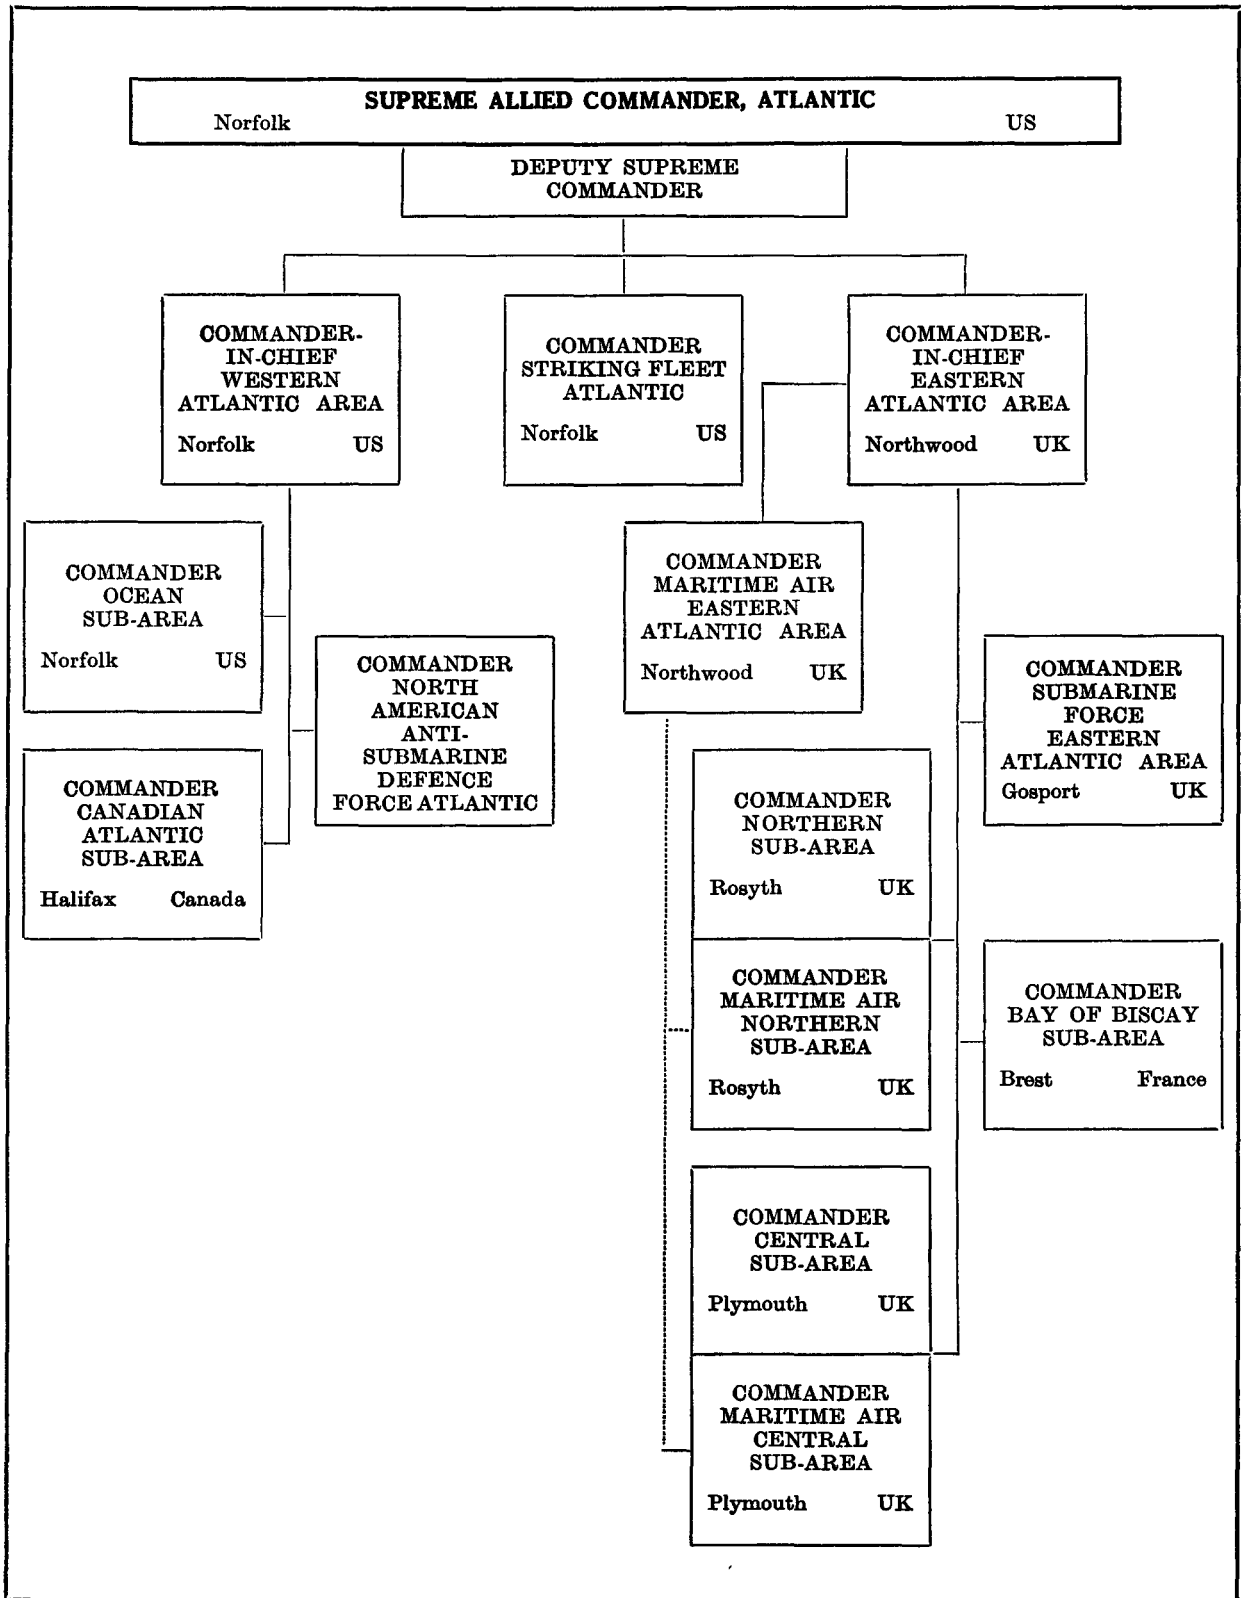 SUPREME ALLIED COMMANDER, ATLANTIC
Norfolk US
DEPUTY SUPREME
COMMANDER
COMMANDER-
IN-CHIEF
WESTERN
ATLANTIC AREA
Norfolk US
COMMANDER
STRIKING FLEET
ATLANTIC
Norfolk US
COMMANDER-
IN-CHIEF
EASTERN
ATLANTIC AREA
Northwood UK
COMMANDER
OCEAN
SUB-AREA
Norfolk US
COMMANDER
MARITIME AIR
EASTERN
ATLANTIC AREA
Northwood UK
COMMANDER
NORTH
AMERICAN
ANTI-
SUBMARINE
DEFENCE
FORCE ATLANTIC
COMMANDER
SUBMARINE
FORCE
EASTERN
ATLANTIC AREA
Gosport UK
COMMANDER
CANADIAN
ATLANTIC
SUB-AREA
Halifax Canada
COMMANDER
NORTHERN
SUB-AREA
Rosyth UK
COMMANDER
MARITIME AIR
NORTHERN
SUB-AREA
Rosyth UK
COMMANDER
BAY OF BISCAY
SUB-AREA
Brest France
COMMANDER
CENTRAL
SUB-AREA
Plymouth UK
COMMANDER
MARITIME AIR
CENTRAL
SUB-AREA
Plymouth UK